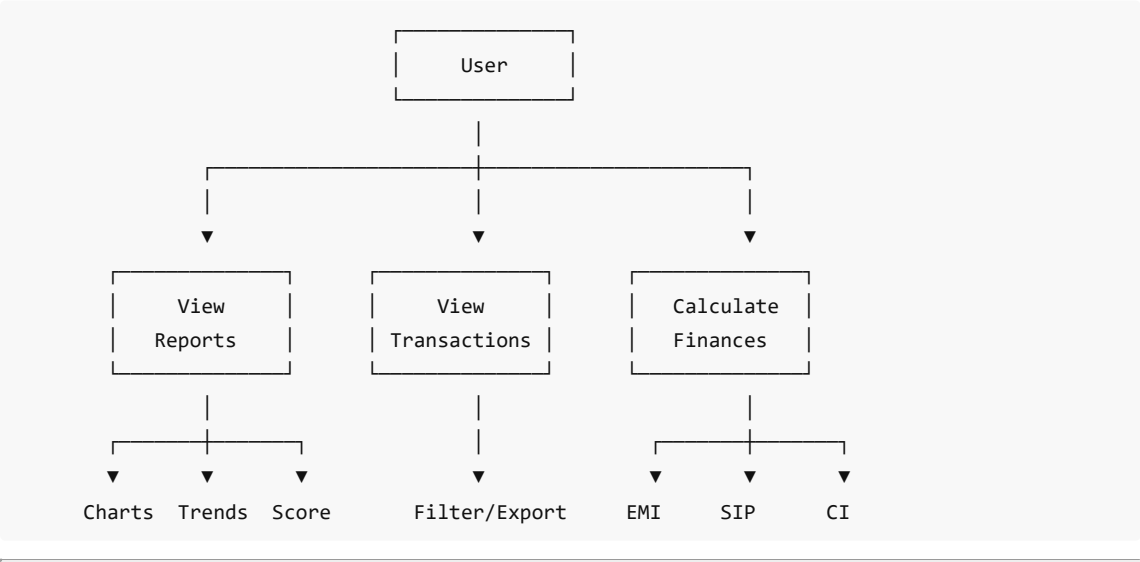 User
View View Calculate
Reports Transactions Finances
Charts Trends Score Filter/Export EMI SIP CI